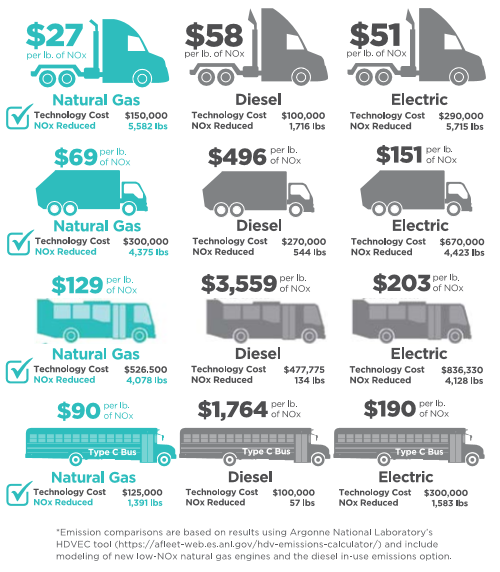 $27
per lb. of NOx
Natural Gas
Technology Cost $150,000
NOx Reduced 5,582 lbs
$58
per lb. of NOx
Diesel
Technology Cost $100,000
NOx Reduced 1,716 lbs
$51
per lb. of NOx
Electric
Technology Cost $290,000
NOx Reduced 5,715 lbs
$69 per lb. of NOx
Natural Gas
Technology Cost $300,000
NOx Reduced 4,375 lbs
$496 per lb. of NOx
Diesel
Technology Cost $270,000
NOx Reduced 544 lbs
$151 per lb. of NOx
Electric
Technology Cost $670,000
NOx Reduced 4,423 lbs
$129 per lb. of NOx
Natural Gas
Technology Cost $526.500
NOx Reduced 4,078 lbs
$3,559 per lb. of NOx
Diesel
Technology Cost $477,775
NOx Reduced 134 lbs
$203 per lb. of NOx
Electric
Technology Cost $836,330
NOx Reduced 4,128 lbs
$90 per lb. of NOx
Type C Bus
Natural Gas
Technology Cost $125,000
NOx Reduced 1,391 lbs
$1,764 per lb. of NOx
Type C Bus
Diesel
Technology Cost $100,000
NOx Reduced 57 lbs
$190 per lb. of NOx
Type C Bus
Electric
Technology Cost $300,000
NOx Reduced 1,583 lbs
*Emission comparisons are based on results using Argonne National Laboratory's
HDVEC tool (https://afleet-web.es.anl.gov/hdv-emissions-calculator/) and include
modeling of new low-NOx natural gas engines and the diesel in-use emissions option.